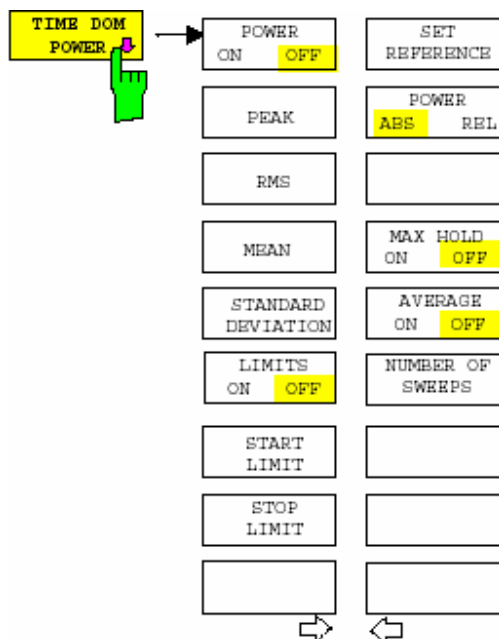 TIME DOM
POWER
POWER
ON OFF
PEAK
RMS
MEAN
STANDARD
DEVIATION
LIMITS
ON OFF
START
LIMIT
STOP
LIMIT
SET
REFERENCE
POWER
ABS REL
MAX HOLD
ON OFF
AVERAGE
ON OFF
NUMBER OF
SWEEPS